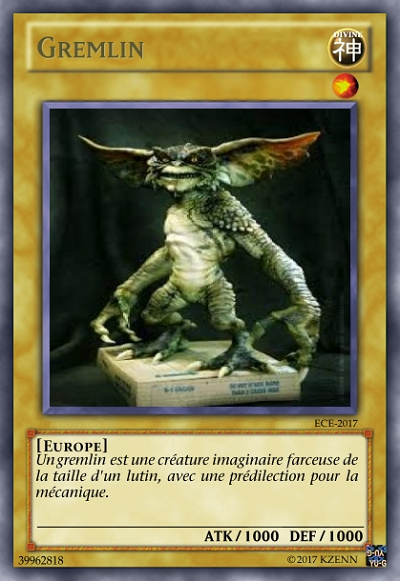 Gremlin
DIVINE
神
ECE-2017
[Europe]
Un gremlin est une créature imaginaire farceuse de
la taille d'un lutin, avec une prédilection pour la
mécanique.
ATK / 1000 DEF / 1000
39962818
©2017 KZENN
YU-G